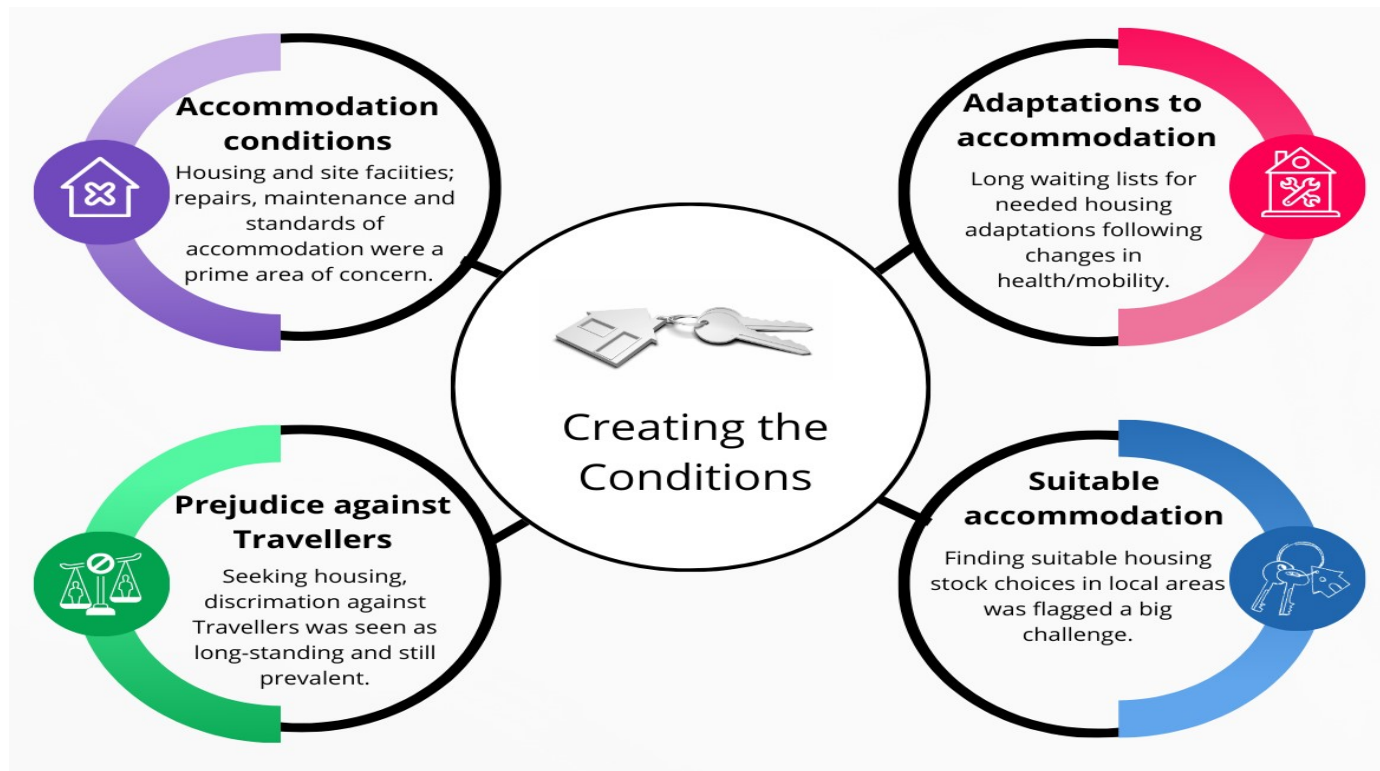 Accommodation
conditions
Housing and site faciities;
repairs, maintenance and
standards of
accommodation were a
prime area of concern.
Adaptations to
accommodation
Long waiting lists for
needed housing
adaptations following
changes in
health/mobility.
Creating the
Conditions
Prejudice against
Travellers
Seeking housing,
discrimation against
Travellers was seen as
long-standing and still
prevalent.
Suitable
accommodation
Finding suitable housing
stock choices in local areas
was flagged a big
challenge.